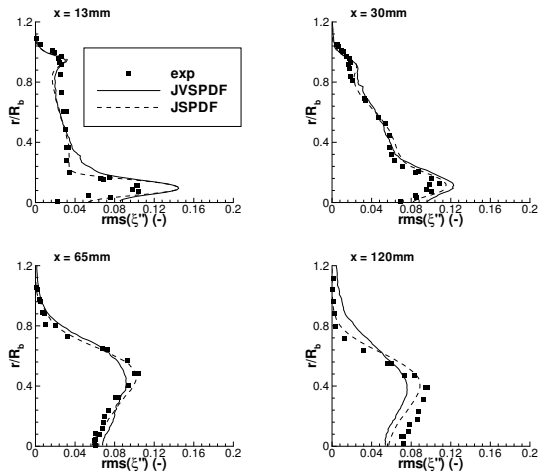 x = 13mm
x = 30mm
1.2
0.8
0.4
0
r/R_b
exp
JVSPDF
JSPDF
0 0.04 0.08 0.12 0.16 0.2
rms(ξ") (-)
1.2
0.8
0.4
0
r/R_b
0 0.04 0.08 0.12 0.16 0.2
rms(ξ") (-)
x = 65mm
x = 120mm
1.2
0.8
0.4
0
r/R_b
0 0.04 0.08 0.12 0.16 0.2
rms(ξ") (-)
1.2
0.8
0.4
0
r/R_b
0 0.04 0.08 0.12 0.16 0.2
rms(ξ") (-)